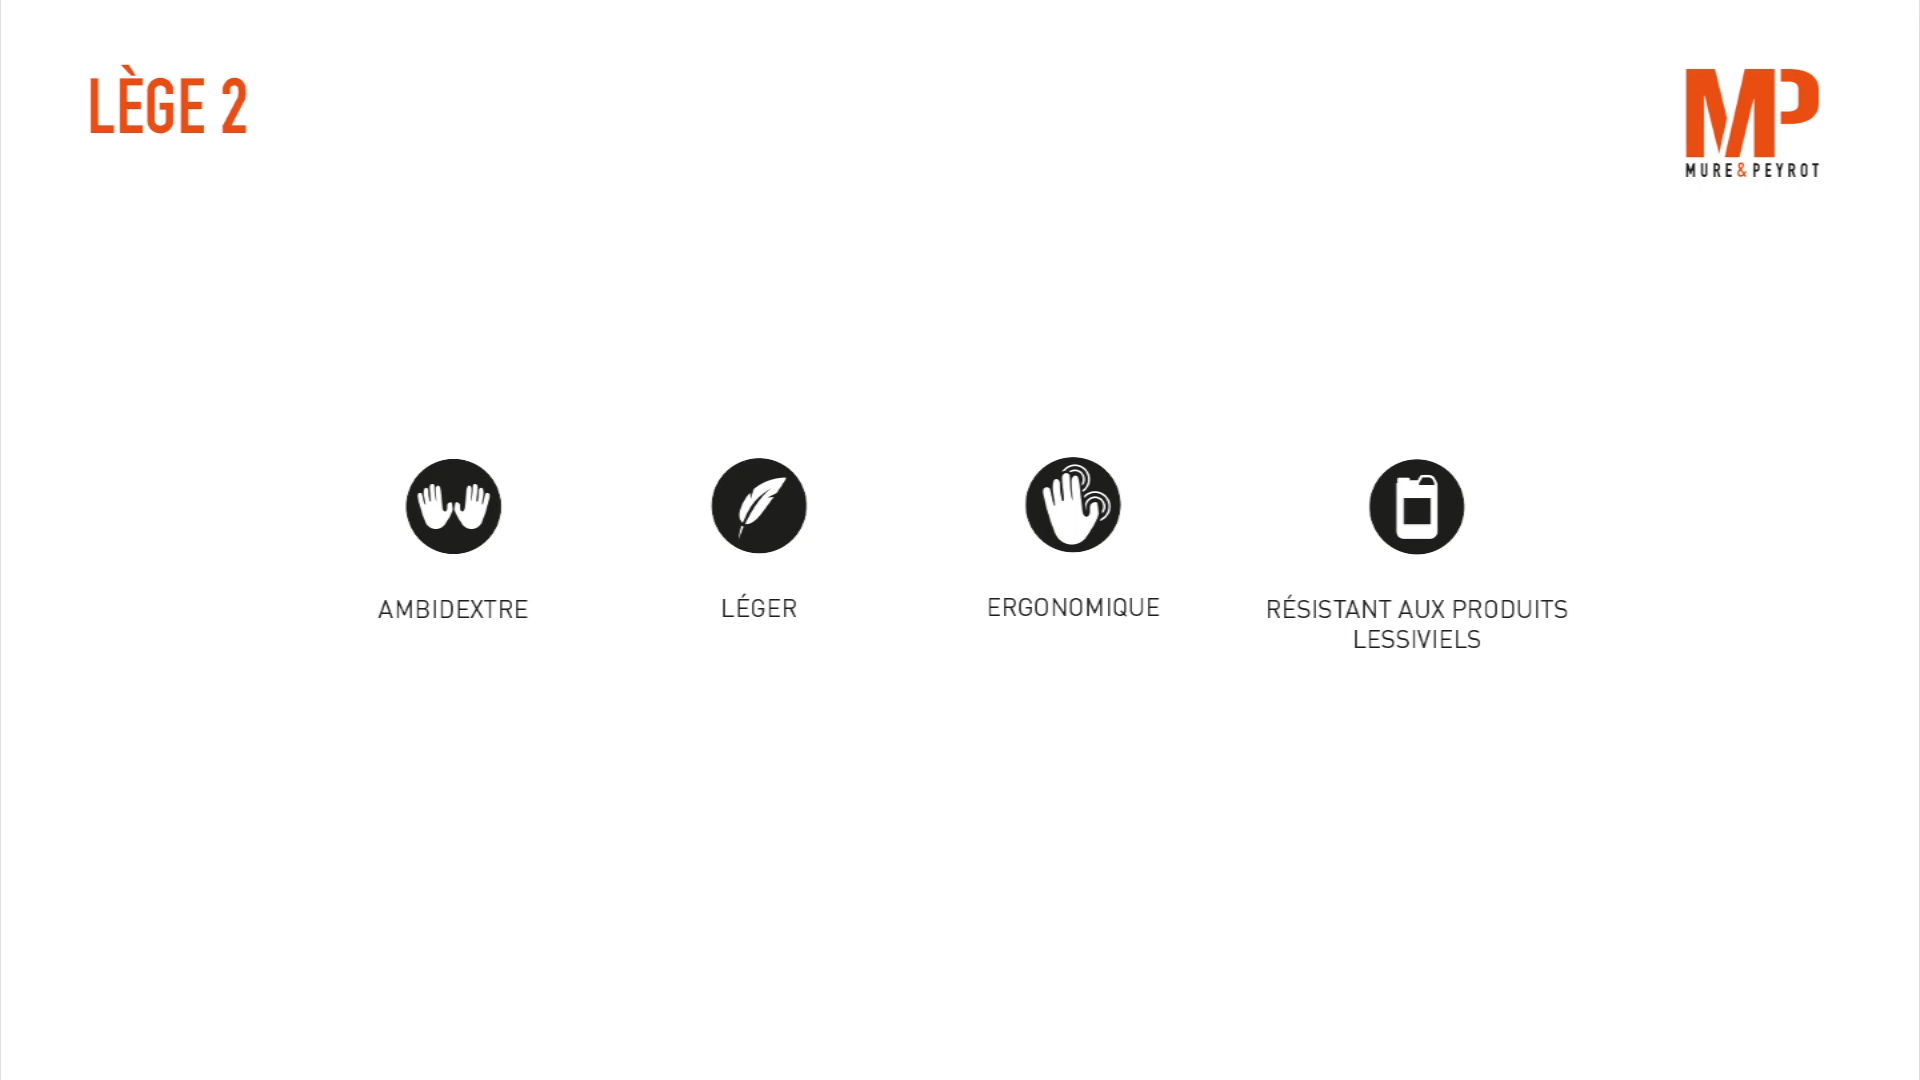 LÈGE 2
MP
MURE&PEYROT
AMBIDEXTRE
LÉGER
ERGONOMIQUE
RÉSISTANT AUX PRODUITS
LESSIVIELS